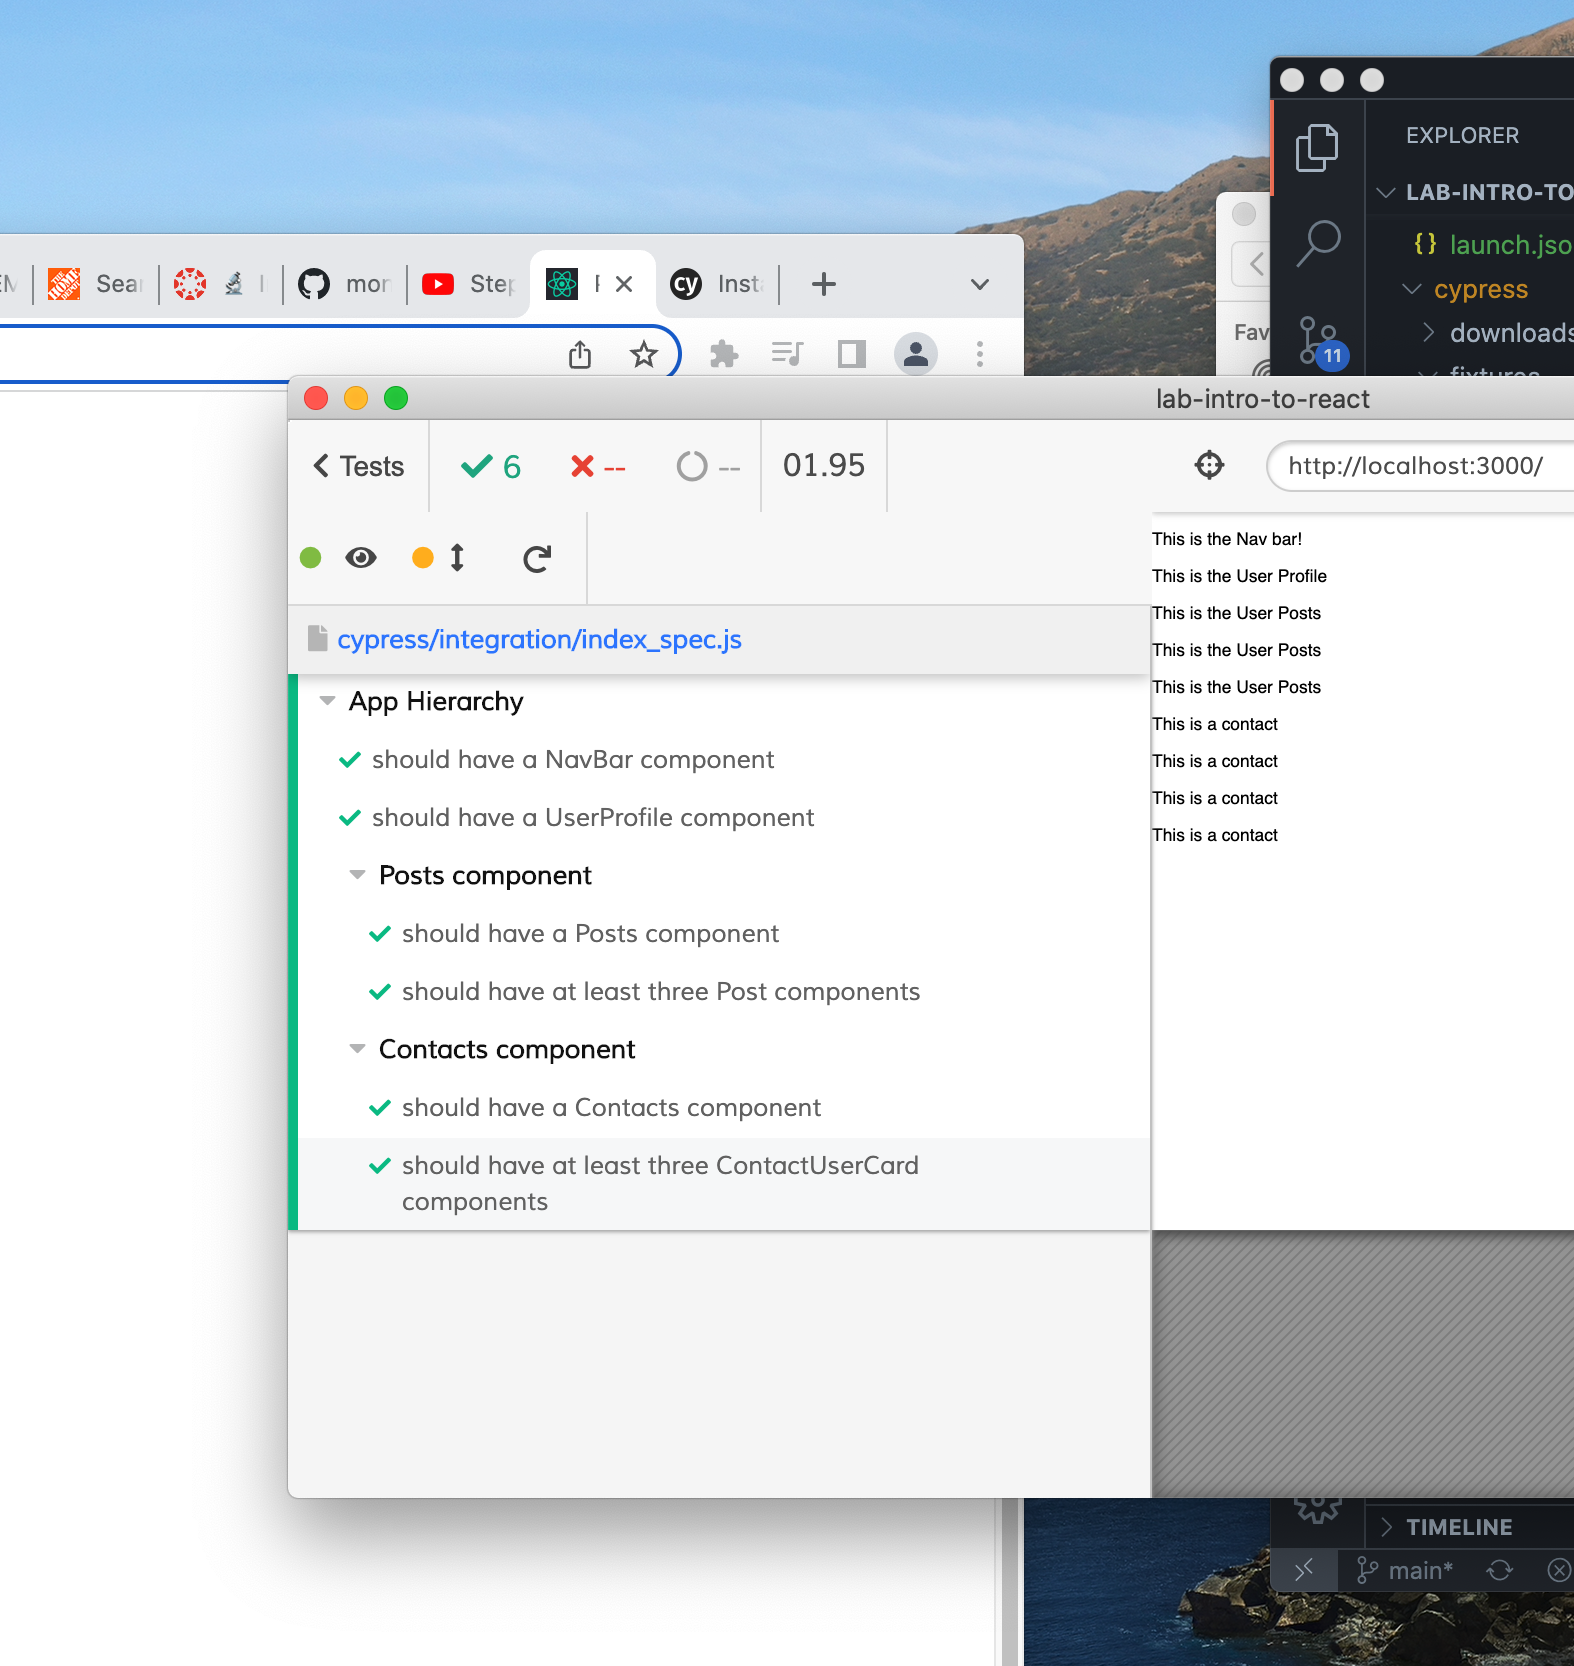 EXPLORER
LAB-INTRO-TO
{} launch.jso
cypress
downloads
fixtures
11
Sear
mor
Step
cy Inst
Fav
lab-intro-to-react
Tests
6
--
--
01.95
http://localhost:3000/
cypress/integration/index_spec.js
App Hierarchy
should have a NavBar component
should have a UserProfile component
Posts component
should have a Posts component
should have at least three Post components
Contacts component
should have a Contacts component
should have at least three ContactUserCard
components
This is the Nav bar!
This is the User Profile
This is the User Posts
This is the User Posts
This is the User Posts
This is a contact
This is a contact
This is a contact
This is a contact
TIMELINE
main*